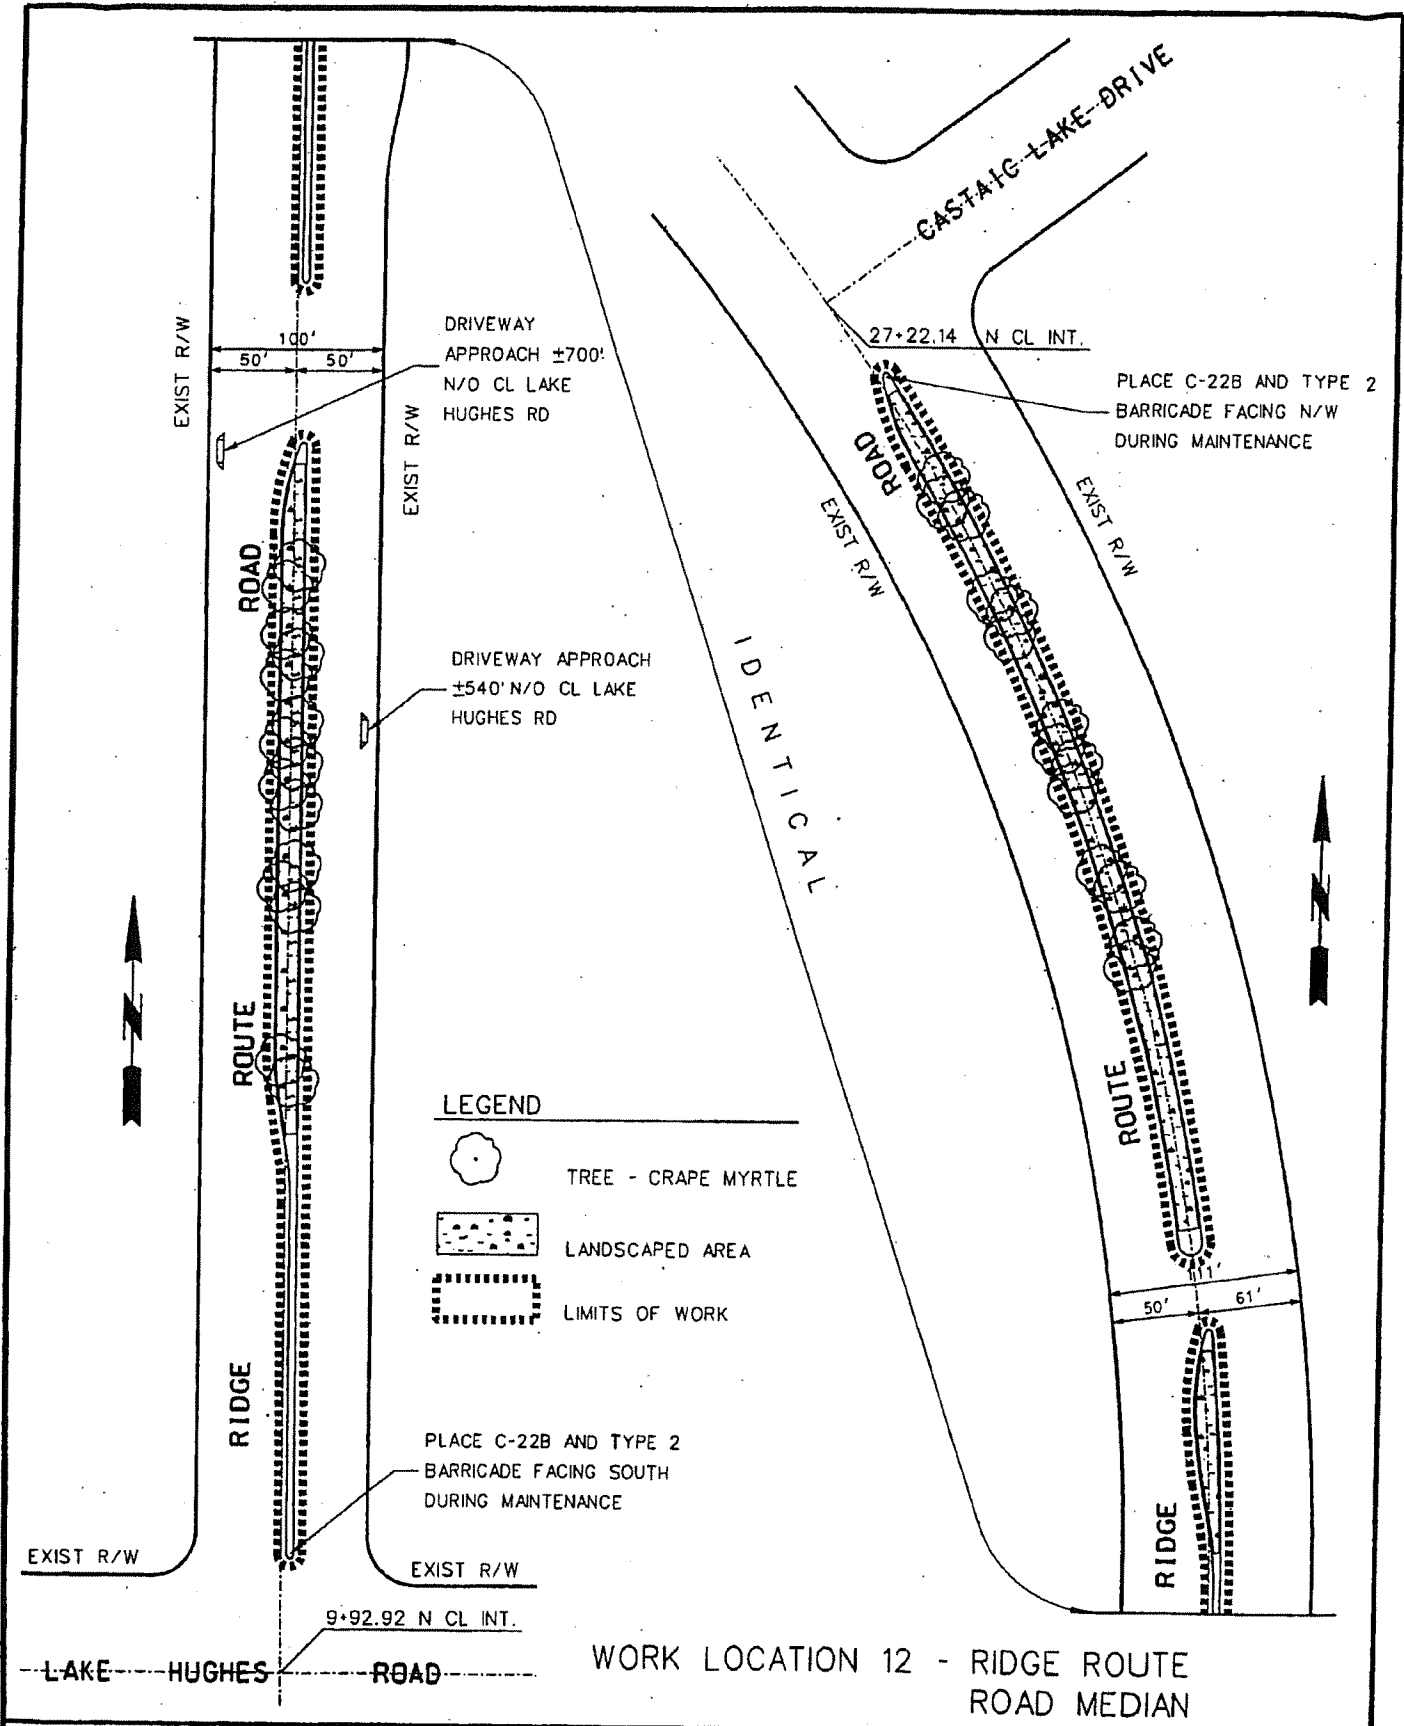 CASTAIC LAKE DRIVE
EXIST R/W
100'
50'
50'
EXIST R/W
DRIVEWAY
APPROACH ±700'
N/O CL LAKE
HUGHES RD
27+22.14 N CL INT.
PLACE C-22B AND TYPE 2
BARRICADE FACING N/W
DURING MAINTENANCE
ROAD
EXIST R/W
EXIST R/W
ROAD
DRIVEWAY APPROACH
±540' N/O CL LAKE
HUGHES RD
IDENTICAL
N
N
ROUTE
ROUTE
LEGEND
TREE - CRAPE MYRTLE
LANDSCAPED AREA
LIMITS OF WORK
111'
50'
61'
RIDGE
RIDGE
PLACE C-22B AND TYPE 2
BARRICADE FACING SOUTH
DURING MAINTENANCE
EXIST R/W
EXIST R/W
9+92.92 N CL INT.
LAKE HUGHES ROAD
WORK LOCATION 12 - RIDGE ROUTE
ROAD MEDIAN